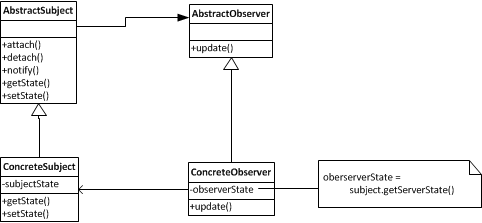 AbstractSubject
+attach()
+detach()
+notify()
+getState()
+setState()
AbstractObserver
+update()
ConcreteSubject
-subjectState
+getState()
+setState()
ConcreteObserver
-observerState
+update()
oberserverState =
subject.getServerState()